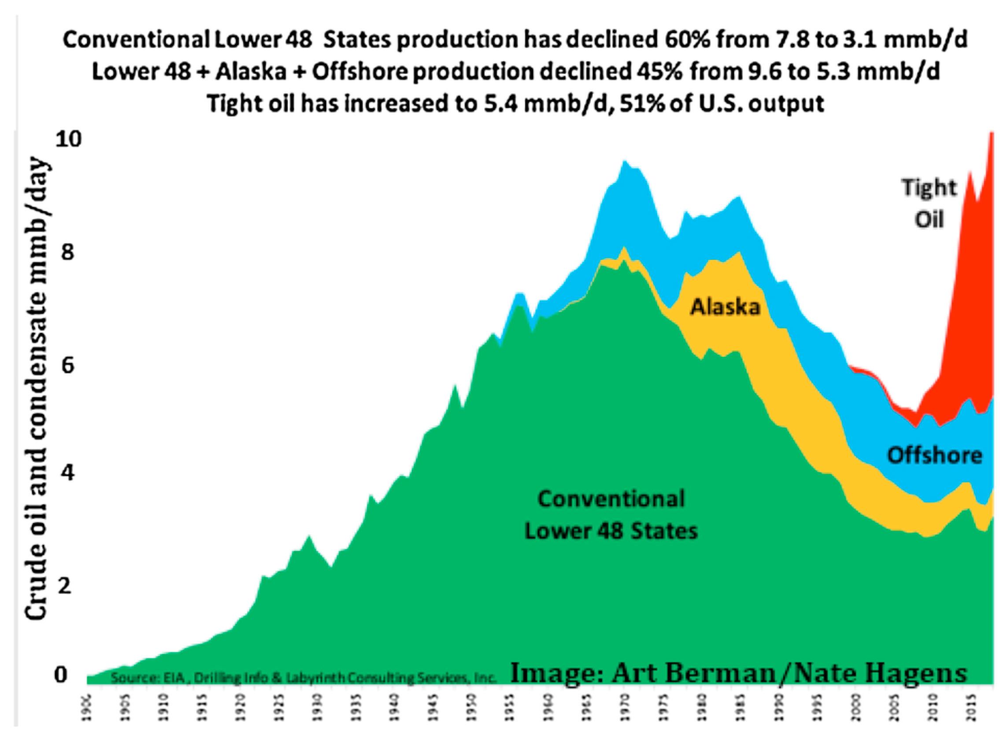 Conventional Lower 48 States production has declined 60% from 7.8 to 3.1 mmb/d
Lower 48 + Alaska + Offshore production declined 45% from 9.6 to 5.3 mmb/d
Tight oil has increased to 5.4 mmb/d, 51% of U.S. output
Crude oil and condensate mmb/day
10
8
6
4
2
0
Tight
Oil
Alaska
Offshore
Conventional
Lower 48 States
Source: EIA, Drilling Info & Labyrinth Consulting Services, Inc.
Image: Art Berman/Nate Hagens
1900 1905 1910 1915 1920 1925 1930 1935 1940 1945 1950 1955 1960 1965 1970 1975 1980 1985 1990 1995 2000 2005 2010 2015